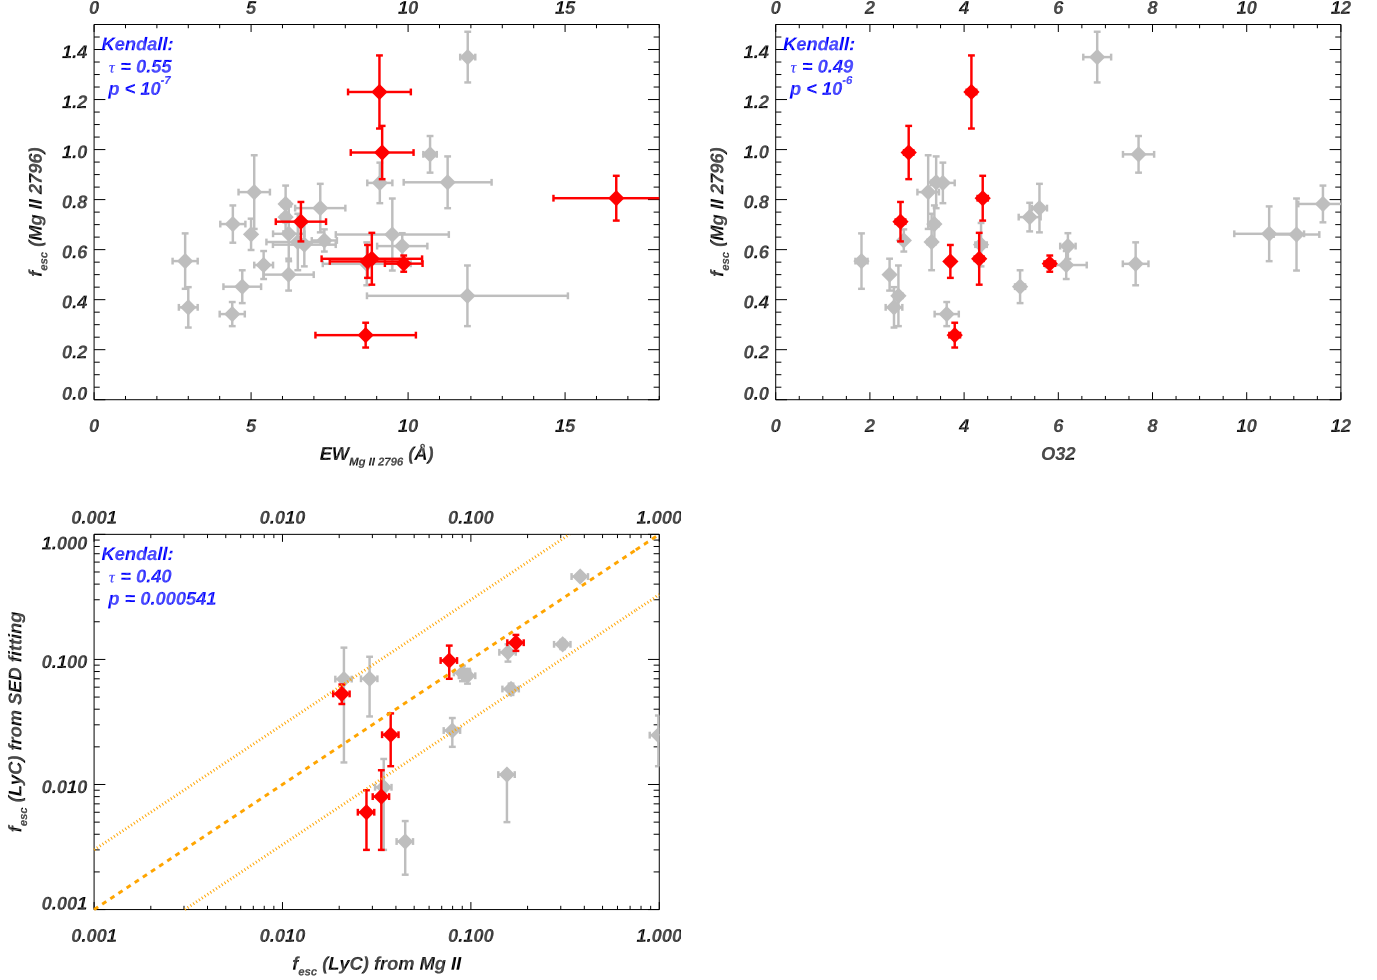 0 5 10 15
1.4
1.2
1.0
0.8
0.6
0.4
0.2
0.0
Kendall:
τ = 0.55
p < 10^-7
f_esc (Mg II 2796)
0 5 10 15
EW_Mg II 2796 (Å)
0 2 4 6 8 10 12
1.4
1.2
1.0
0.8
0.6
0.4
0.2
0.0
Kendall:
τ = 0.49
p < 10^-6
f_esc (Mg II 2796)
0 2 4 6 8 10 12
O32
0.001 0.010 0.100 1.000
1.000
0.100
0.010
0.001
Kendall:
τ = 0.40
p = 0.000541
f_esc (LyC) from SED fitting
0.001 0.010 0.100 1.000
f_esc (LyC) from Mg II